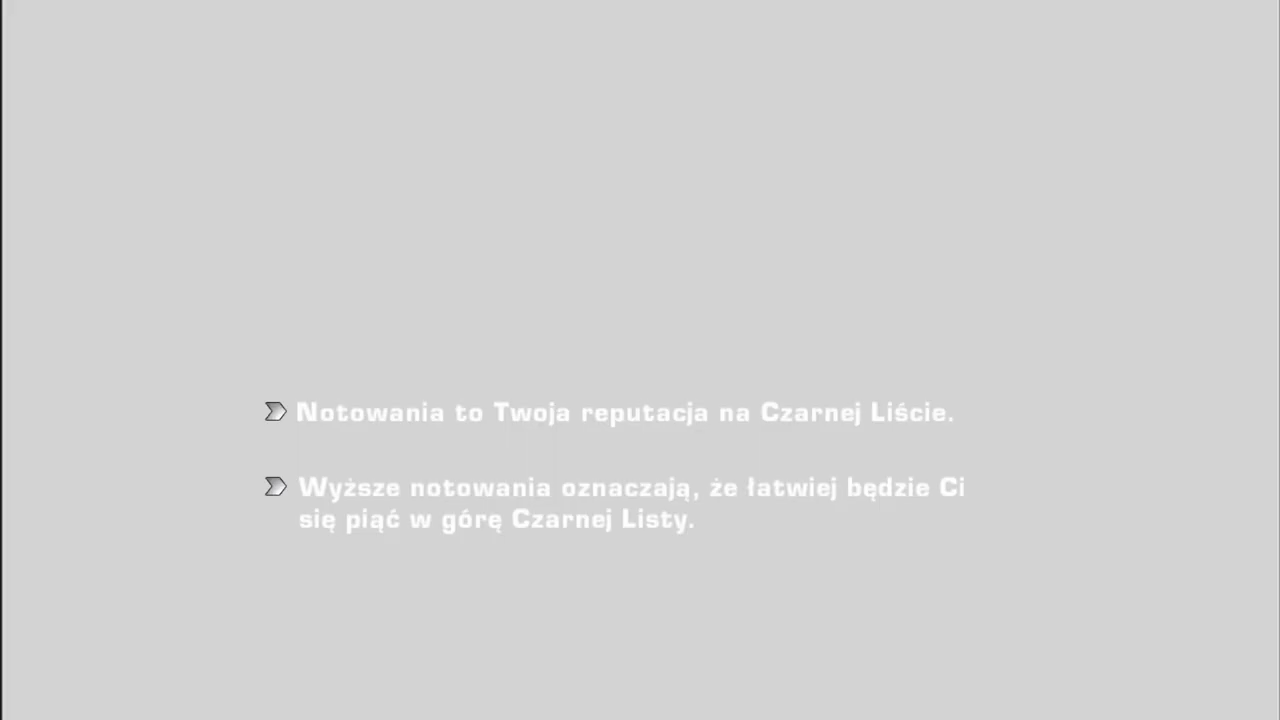 Notowania to Twoja reputacja na Czarnej Liście.
Wyższe notowania oznaczają, że łatwiej będzie Ci
się piąć w górę Czarnej Listy.